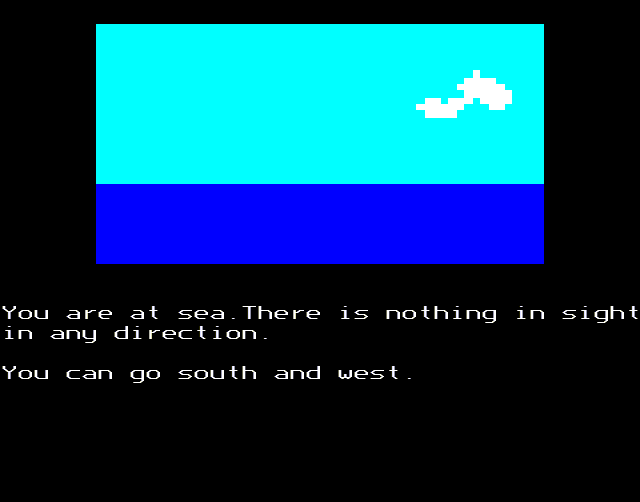 You are at sea.There is nothing in sight
in any direction.
You can go south and west.